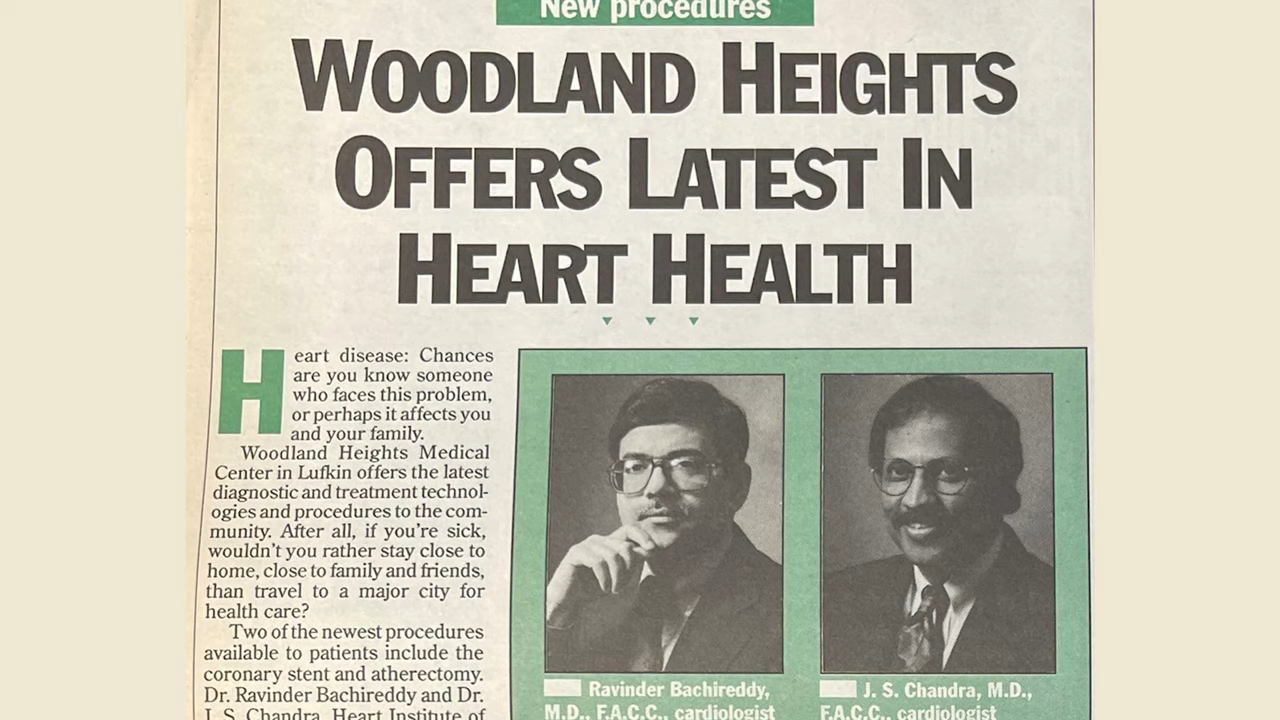 New procedures
WOODLAND HEIGHTS
OFFERS LATEST IN
HEART HEALTH
Heart disease: Chances
are you know someone
who faces this problem,
or perhaps it affects you
and your family.
Woodland Heights Medical
Center in Lufkin offers the latest
diagnostic and treatment technol-
ogies and procedures to the com-
munity. After all, if you're sick,
wouldn't you rather stay close to
home, close to family and friends,
than travel to a major city for
health care?
Two of the newest procedures
available to patients include the
coronary stent and atherectomy.
Dr. Ravinder Bachireddy and Dr.
J. S. Chandra, Heart Institute of
Ravinder Bachireddy,
M.D., F.A.C.C., cardiologist
J. S. Chandra, M.D.,
F.A.C.C., cardiologist